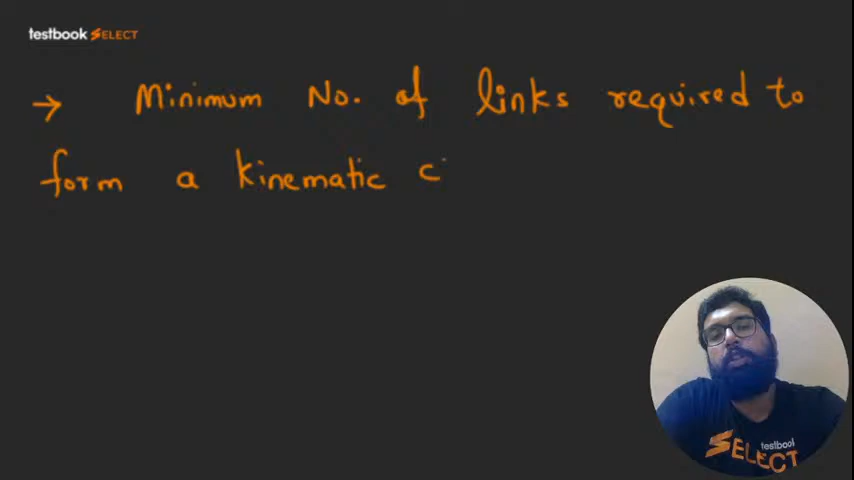 testbook SELECT
→ Minimum No. of links required to
form a kinematic c
testbook
SELECT